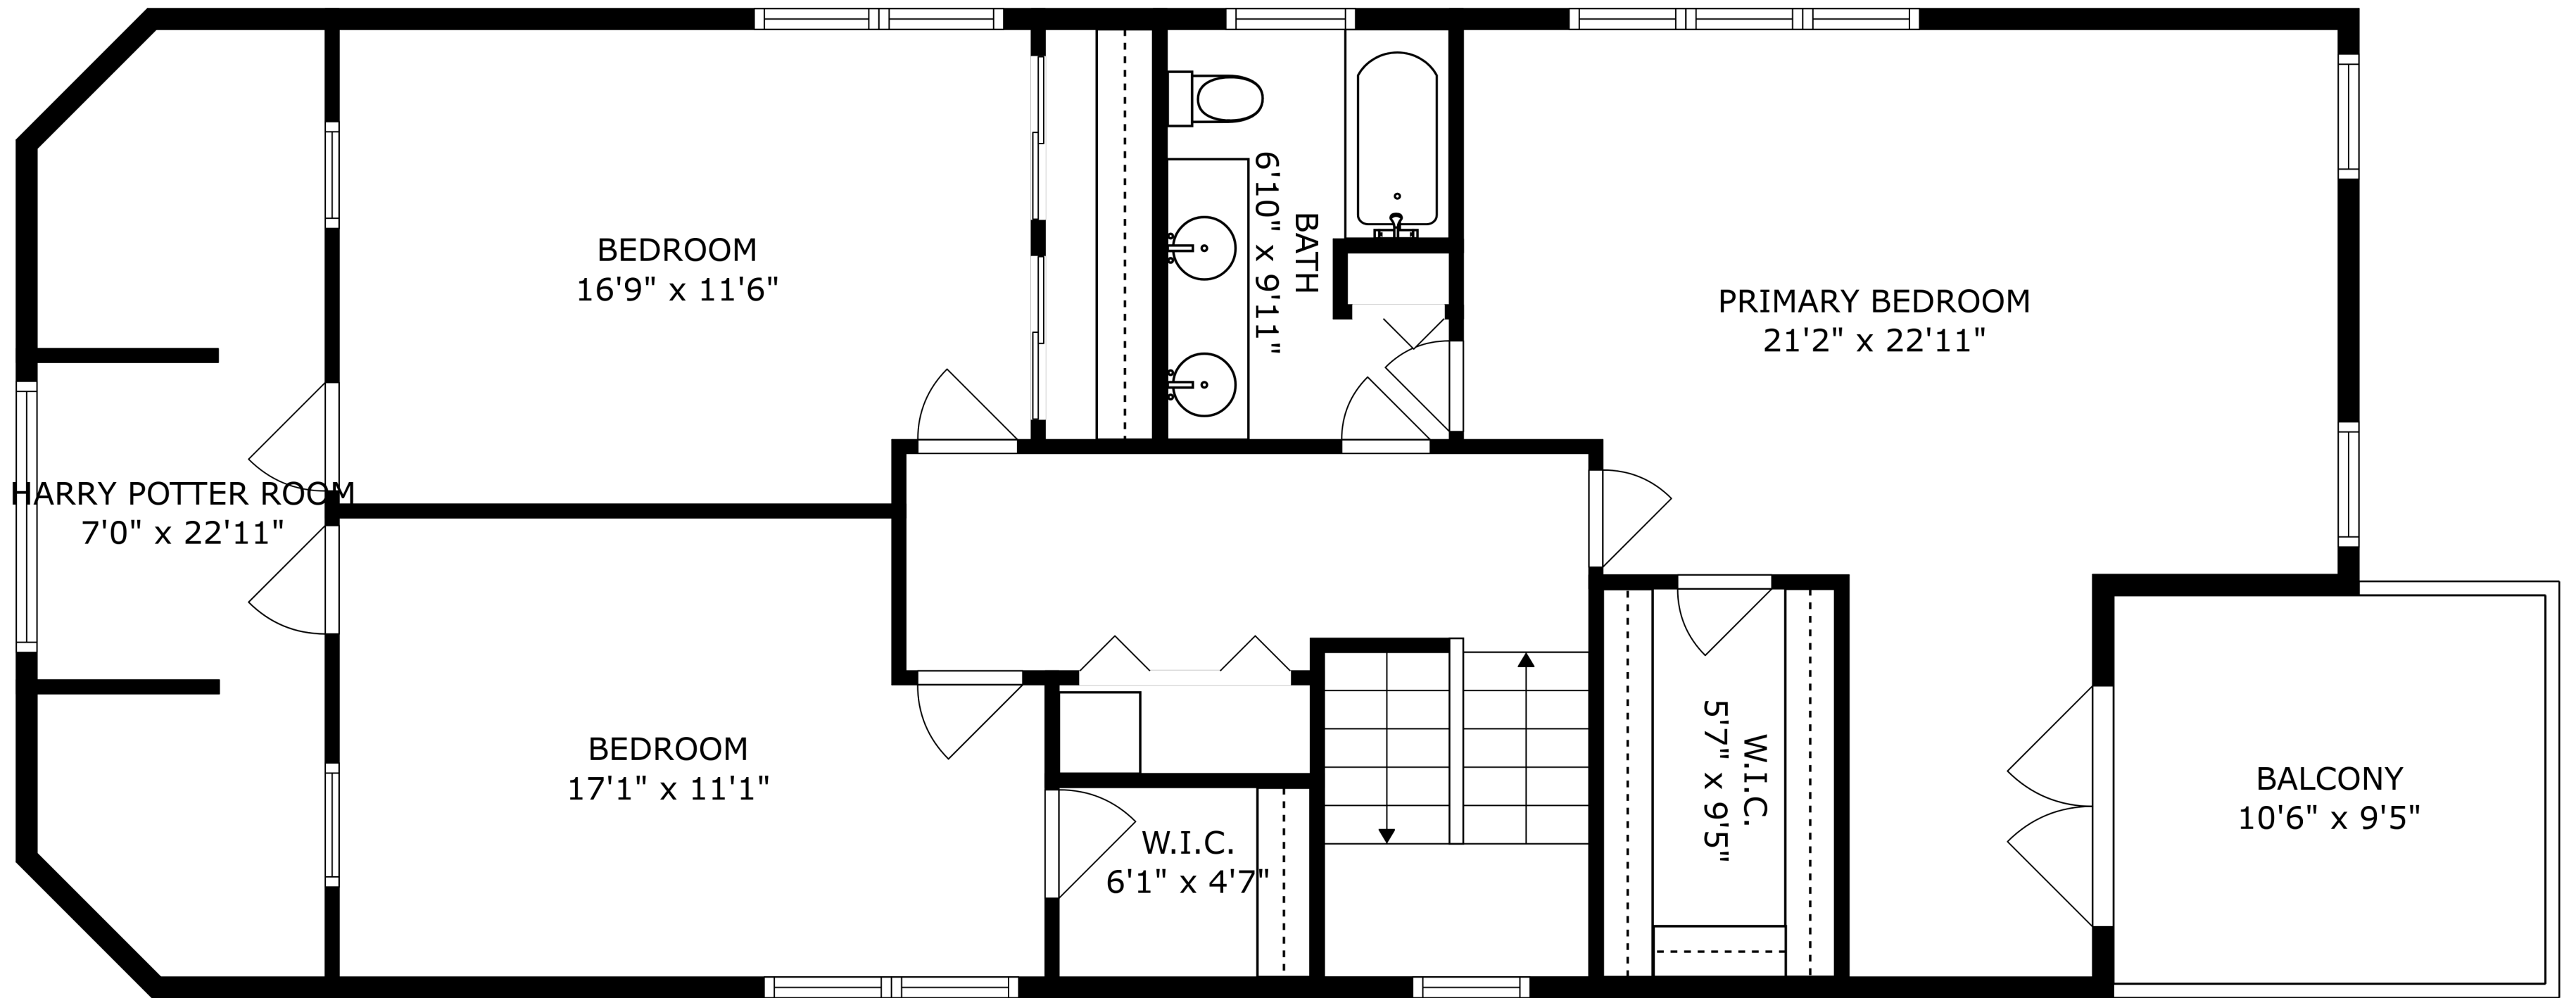 BEDROOM
16'9" x 11'6"
BATH
6'10" x 9'11"
PRIMARY BEDROOM
21'2" x 22'11"
HARRY POTTER ROOM
7'0" x 22'11"
BEDROOM
17'1" x 11'1"
W.I.C.
6'1" x 4'7"
W.I.C.
5'7" x 9'5"
BALCONY
10'6" x 9'5"